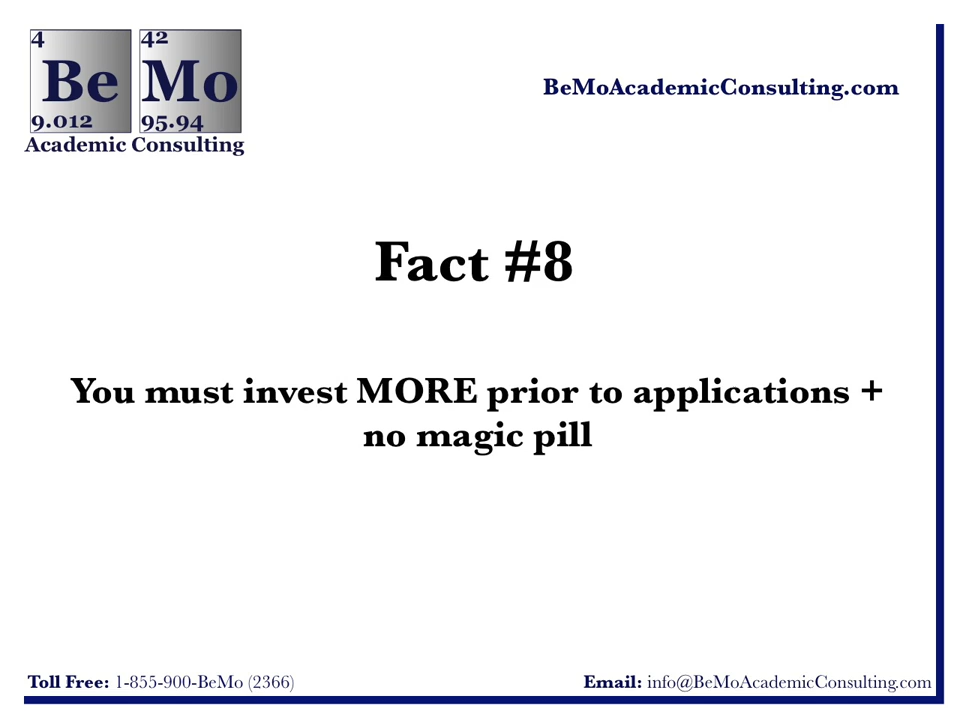 4 42
Be Mo
9.012 95.94
Academic Consulting
BeMoAcademicConsulting.com
Fact #8
You must invest MORE prior to applications +
no magic pill
Toll Free: 1-855-900-BeMo (2366)
Email: info@BeMoAcademicConsulting.com